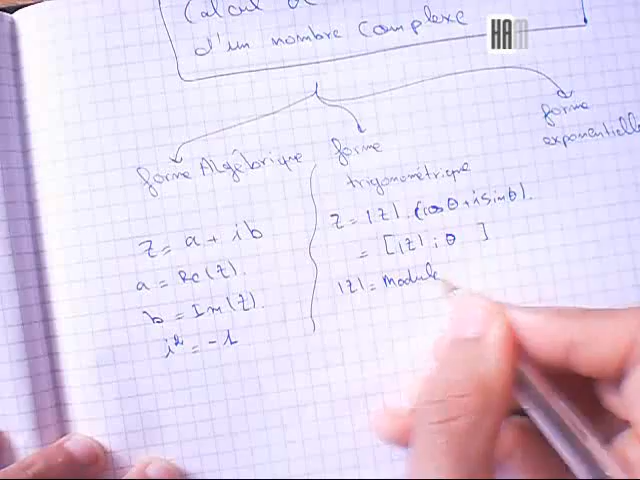 Calcul
d'un nombre Complexe
HAM
forme Algébrique
z = a + ib
a = Re(z).
b = Im(z).
i² = -1
forme
trigonométrique
z = |z| . (cos θ + i sin θ).
= [|z| ; θ ]
|z| = Module
forme
exponentielle